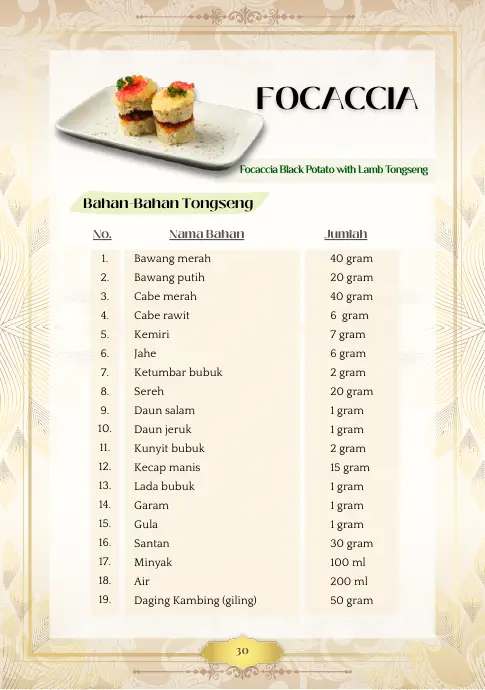 FOCACCIA
Focaccia Black Potato with Lamb Tongseng
Bahan-Bahan Tongseng
No. Nama Bahan Jumlah
1. Bawang merah 40 gram
2. Bawang putih 20 gram
3. Cabe merah 40 gram
4. Cabe rawit 6 gram
5. Kemiri 7 gram
6. Jahe 6 gram
7. Ketumbar bubuk 2 gram
8. Sereh 20 gram
9. Daun salam 1 gram
10. Daun jeruk 1 gram
11. Kunyit bubuk 2 gram
12. Kecap manis 15 gram
13. Lada bubuk 1 gram
14. Garam 1 gram
15. Gula 1 gram
16. Santan 30 gram
17. Minyak 100 ml
18. Air 200 ml
19. Daging Kambing (giling) 50 gram
30